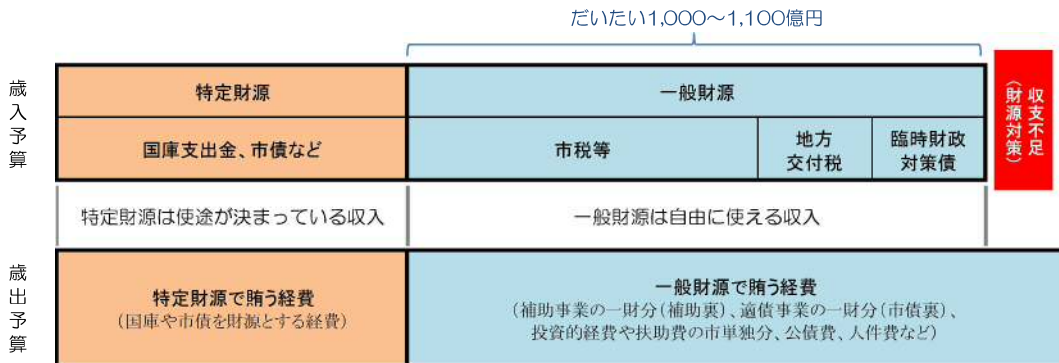 だいたい1,000～1,100億円
歳入予算
特定財源
一般財源
国庫支出金、市債など
市税等
地方
交付税
臨時財政
対策債
収支不足
（財源対策）
特定財源は使途が決まっている収入
一般財源は自由に使える収入
歳出予算
特定財源で賄う経費
（国庫や市債を財源とする経費）
一般財源で賄う経費
（補助事業の一財分（補助裏）、適債事業の一財分（市債裏）、
投資的経費や扶助費の市単独分、公債費、人件費など）